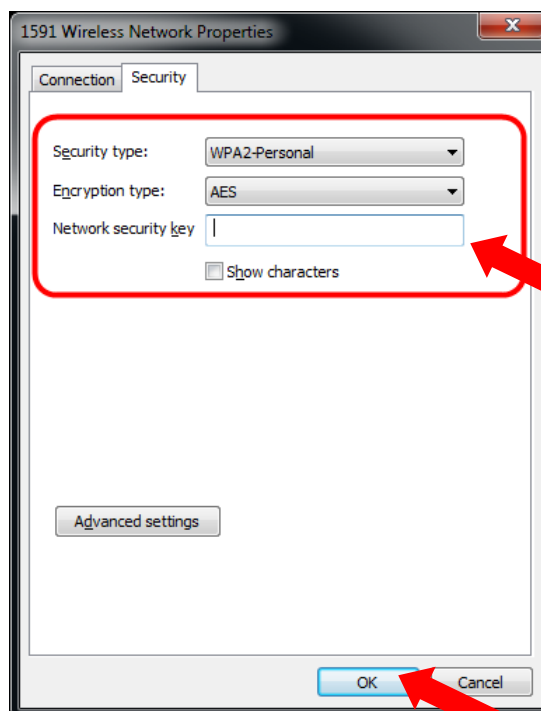 1591 Wireless Network Properties
Connection Security
Security type: WPA2-Personal
Encryption type: AES
Network security key
Show characters
Advanced settings
OK Cancel